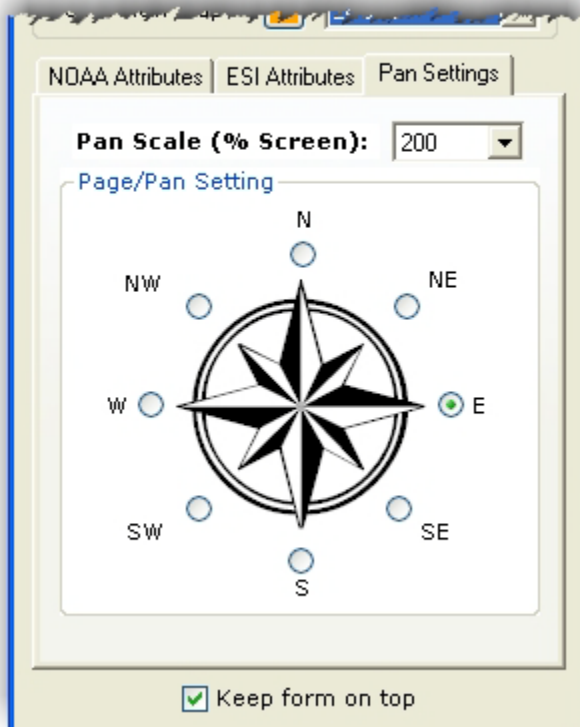 NOAA Attributes ESI Attributes Pan Settings
Pan Scale (% Screen): 200
Page/Pan Setting
N
NW NE
W E
SW SE
S
Keep form on top